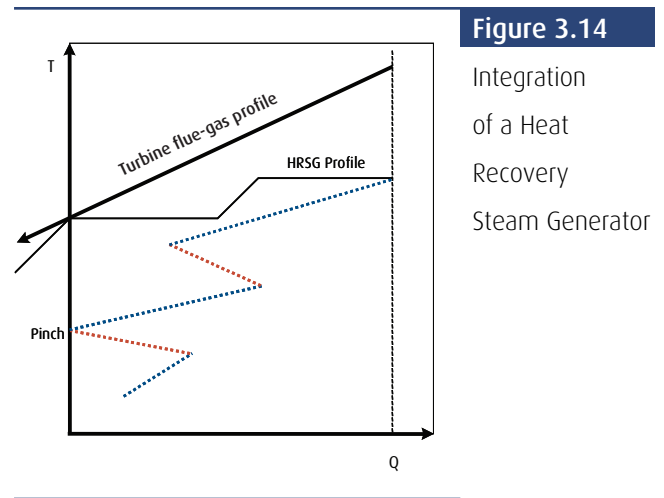 Figure 3.14
Integration
of a Heat
Recovery
Steam Generator
T
Turbine flue-gas profile
HRSG Profile
Pinch
Q